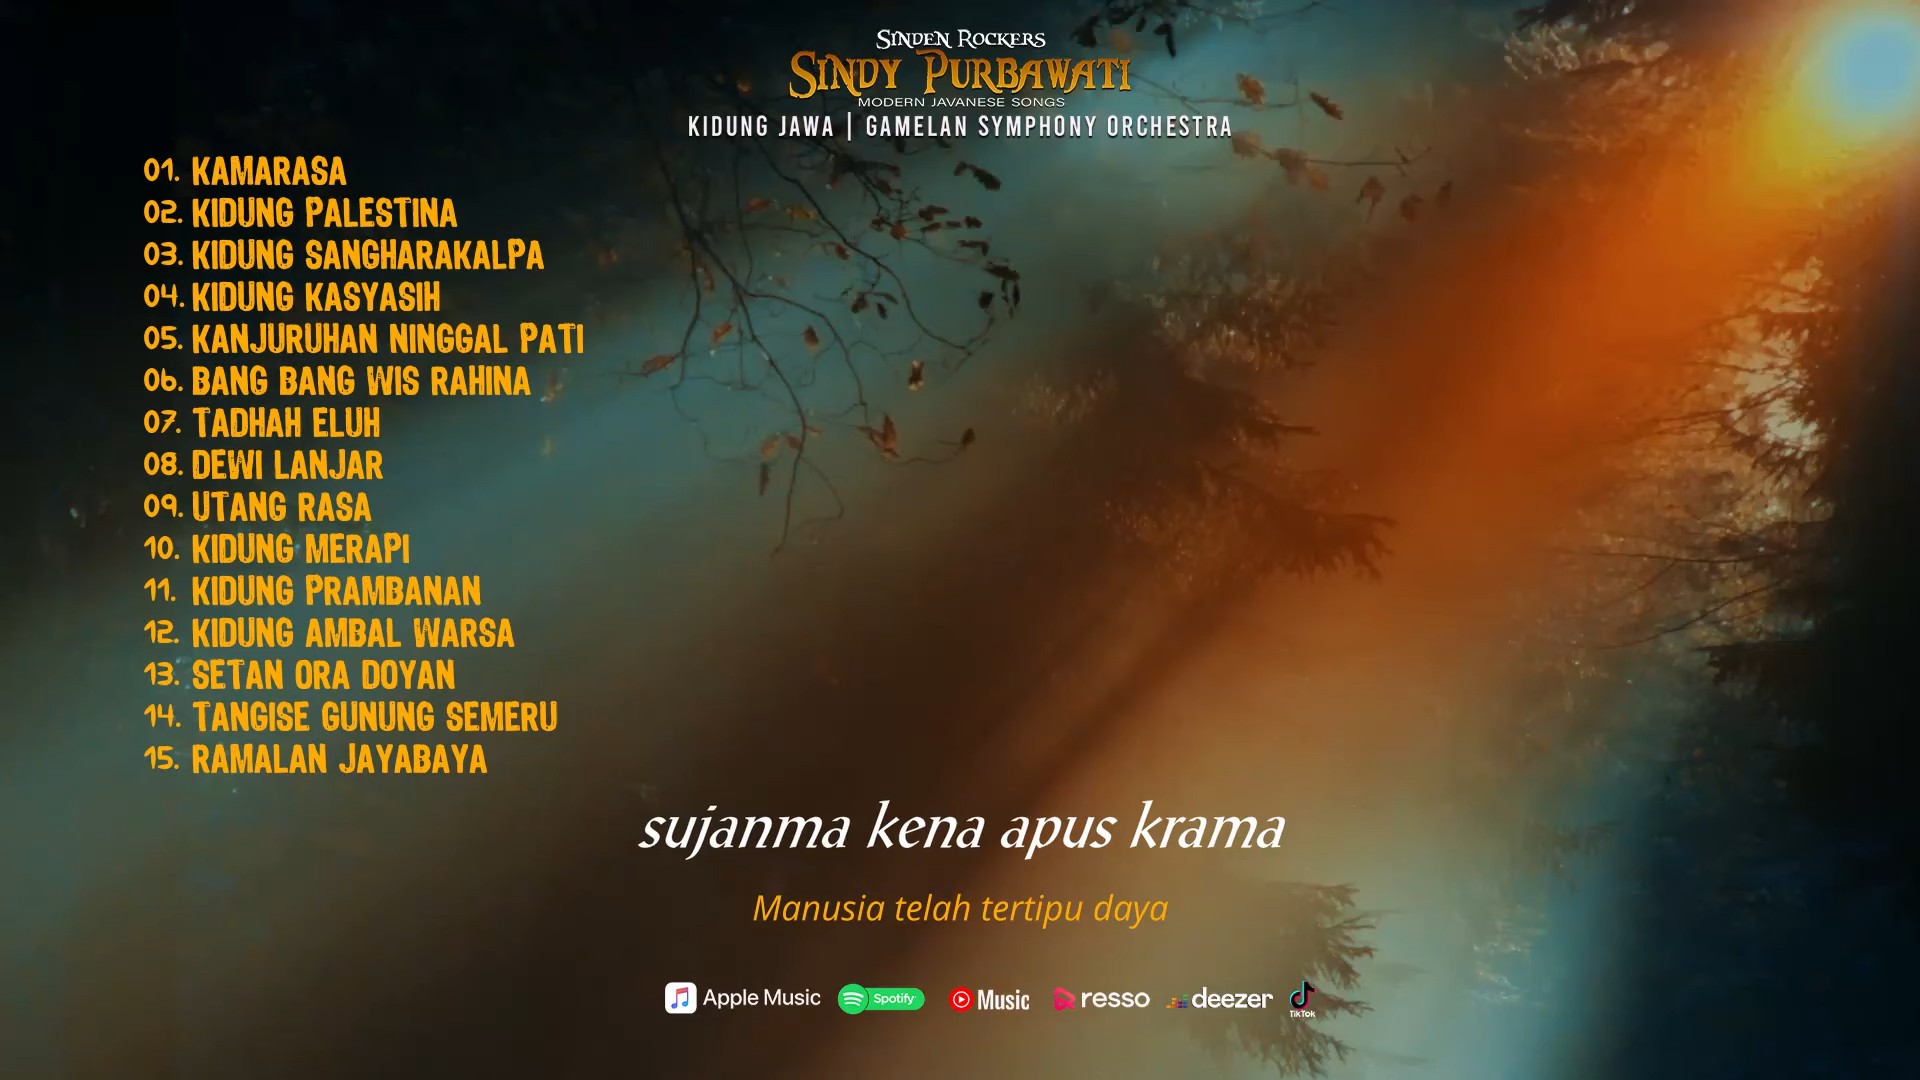 SINDEN ROCKERS
SINDY PURBAWATI
MODERN JAVANESE SONGS
KIDUNG JAWA | GAMELAN SYMPHONY ORCHESTRA
01. KAMARASA
02. KIDUNG PALESTINA
03. KIDUNG SANGHARAKALPA
04. KIDUNG KASYASIH
05. KANJURUHAN NINGGAL PATI
06. BANG BANG WIS RAHINA
07. TADHAH ELUH
08. DEWI LANJAR
09. UTANG RASA
10. KIDUNG MERAPI
11. KIDUNG PRAMBANAN
12. KIDUNG AMBAL WARSA
13. SETAN ORA DOYAN
14. TANGISE GUNUNG SEMERU
15. RAMALAN JAYABAYA
sujanma kena apus krama
Manusia telah tertipu daya
Apple Music Spotify Music resso deezer TikTok